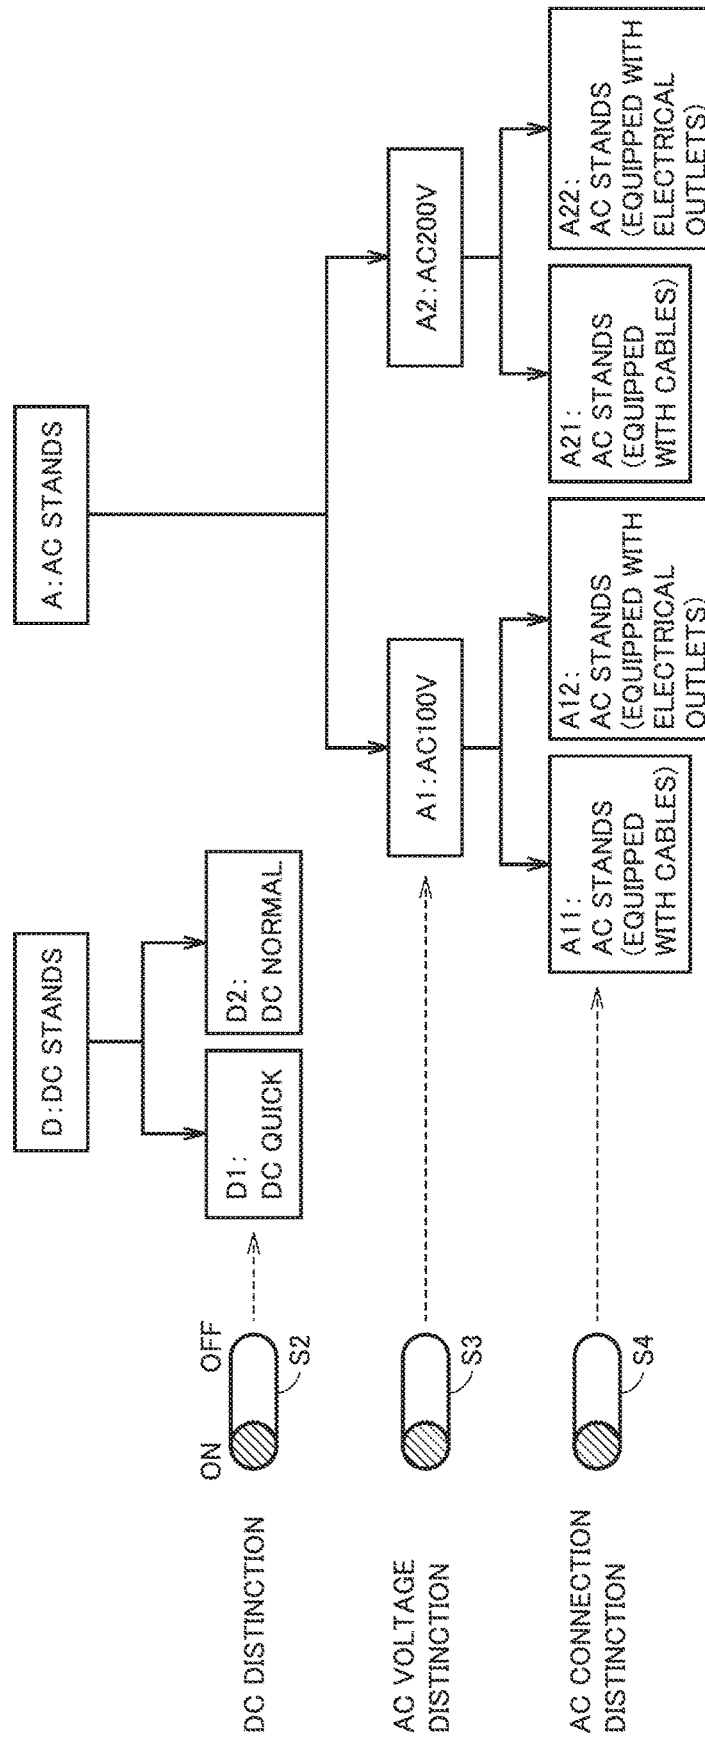 D:DC STANDS
A:AC STANDS
DC DISTINCTION
ON
OFF
S2
D1:
DC QUICK
D2:
DC NORMAL
AC VOLTAGE
DISTINCTION
S3
A1:AC100V
A2:AC200V
AC CONNECTION
DISTINCTION
S4
A11:
AC STANDS
(EQUIPPED
WITH CABLES)
A12:
AC STANDS
(EQUIPPED WITH
ELECTRICAL
OUTLETS)
A21:
AC STANDS
(EQUIPPED
WITH CABLES)
A22:
AC STANDS
(EQUIPPED WITH
ELECTRICAL
OUTLETS)